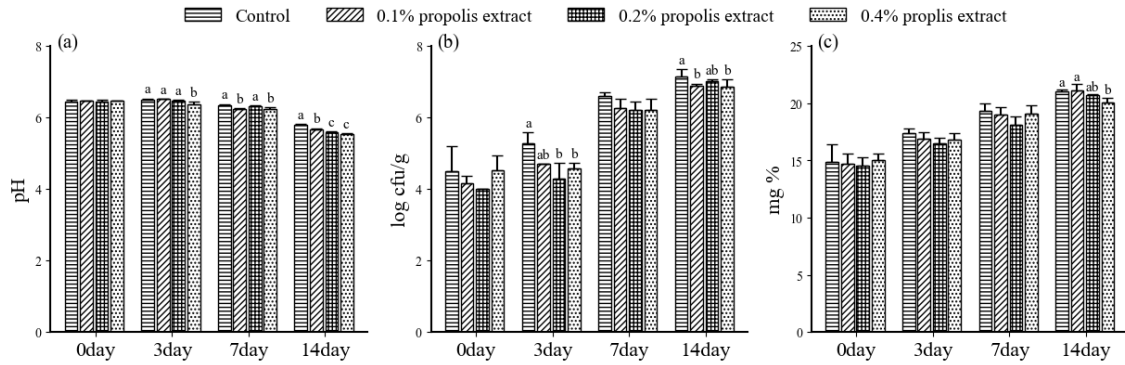 Control 0.1% propolis extract 0.2% propolis extract 0.4% proplis extract
(a)
8
6
4
2
0
pH
a a a b
a b a b
a b c c
0day 3day 7day 14day
(b)
8
6
4
2
0
log cfu/g
a ab b b
a b ab b
0day 3day 7day 14day
(c)
25
20
15
10
5
0
mg %
a a ab b
0day 3day 7day 14day